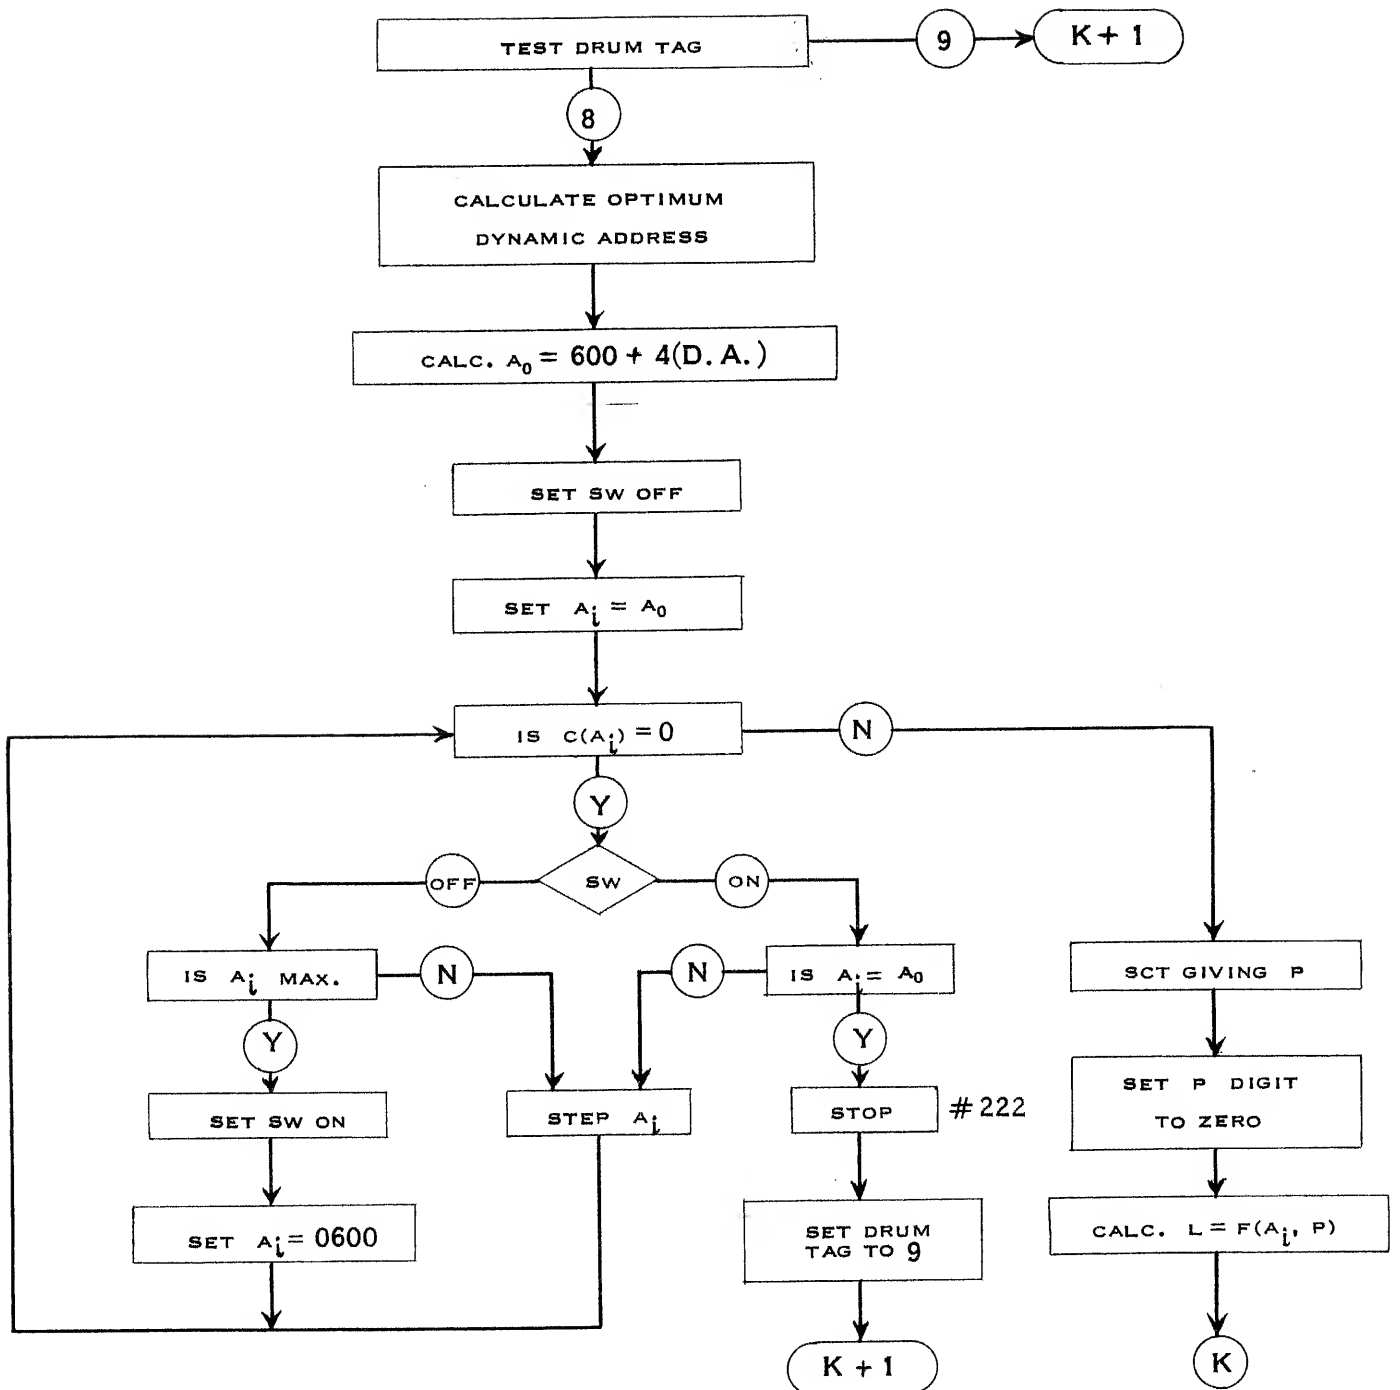 TEST DRUM TAG
9
K + 1
8
CALCULATE OPTIMUM
DYNAMIC ADDRESS
CALC. A₀ = 600 + 4(D. A.)
SET SW OFF
SET Aᵢ = A₀
IS C(Aᵢ) = 0
N
Y
OFF
SW
ON
IS Aᵢ MAX.
N
N
IS Aᵢ = A₀
SCT GIVING P
Y
Y
SET SW ON
STEP Aᵢ
STOP
#222
SET P DIGIT
TO ZERO
SET Aᵢ = 0600
SET DRUM
TAG TO 9
CALC. L = F(Aᵢ, P)
K + 1
K